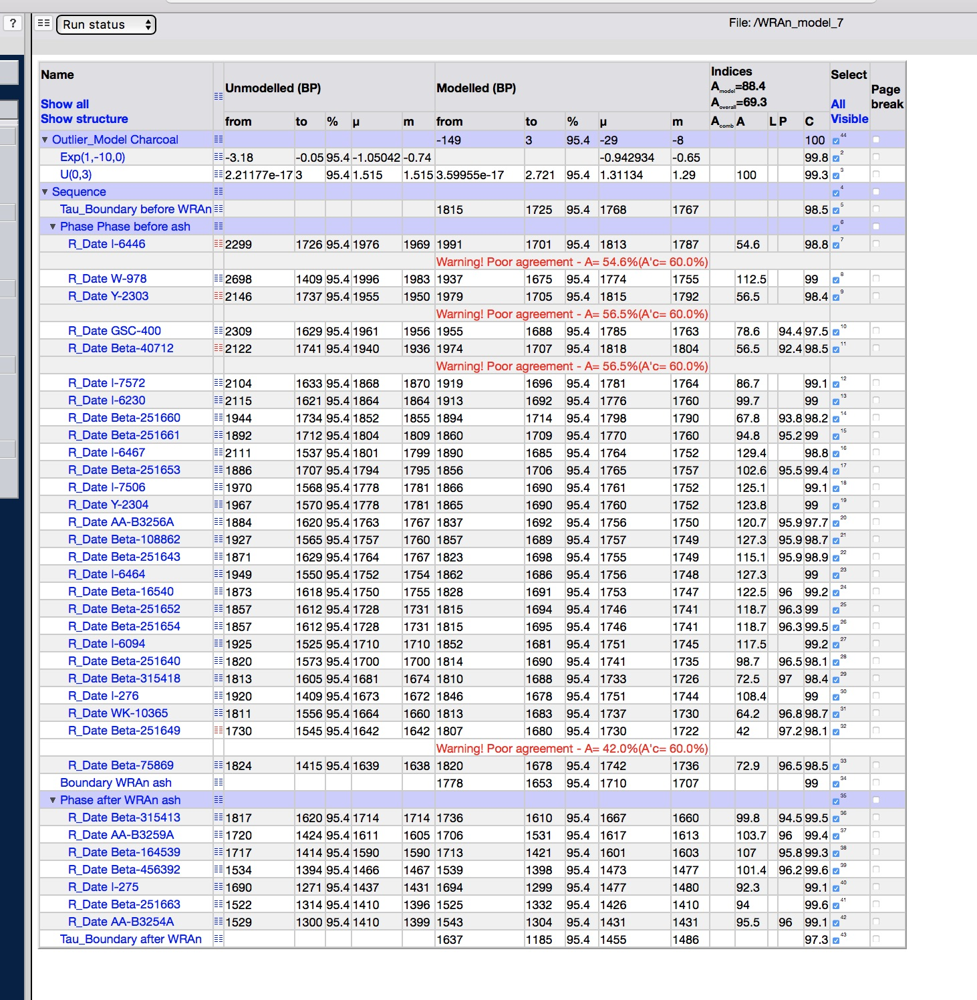 ?
Run status
File: /WRAn_model_7
Name Unmodelled (BP) Modelled (BP) Indices Select Page break
Show all Amodel=88.4 All
Show structure Aoverall=69.3 Visible
from to % μ m from to % μ m Acomb A L P C
Outlier_Model Charcoal -149 3 95.4 -29 -8 100 44
Exp(1,-10,0) -3.18 -0.05 95.4 -1.05042 -0.74 -0.942934 -0.65 99.8 2
U(0,3) 2.21177e-17 3 95.4 1.515 1.515 3.59955e-17 2.721 95.4 1.31134 1.29 100 99.3 3
Sequence 4
Tau_Boundary before WRAn 1815 1725 95.4 1768 1767 98.5 5
Phase Phase before ash 6
R_Date I-6446 2299 1726 95.4 1976 1969 1991 1701 95.4 1813 1787 54.6 98.8 7
Warning! Poor agreement - A= 54.6%(A'c= 60.0%)
R_Date W-978 2698 1409 95.4 1996 1983 1937 1675 95.4 1774 1755 112.5 99 8
R_Date Y-2303 2146 1737 95.4 1955 1950 1979 1705 95.4 1815 1792 56.5 98.4 9
Warning! Poor agreement - A= 56.5%(A'c= 60.0%)
R_Date GSC-400 2309 1629 95.4 1961 1956 1955 1688 95.4 1785 1763 78.6 94.4 97.5 10
R_Date Beta-40712 2122 1741 95.4 1940 1936 1974 1707 95.4 1818 1804 56.5 92.4 98.5 11
Warning! Poor agreement - A= 56.5%(A'c= 60.0%)
R_Date I-7572 2104 1633 95.4 1868 1870 1919 1696 95.4 1781 1764 86.7 99.1 12
R_Date I-6230 2115 1621 95.4 1864 1864 1913 1692 95.4 1776 1760 99.7 99 13
R_Date Beta-251660 1944 1734 95.4 1852 1855 1894 1714 95.4 1798 1790 67.8 93.8 98.2 14
R_Date Beta-251661 1892 1712 95.4 1804 1809 1860 1709 95.4 1770 1760 94.8 95.2 99 15
R_Date I-6467 2111 1537 95.4 1801 1799 1890 1685 95.4 1764 1752 129.4 98.8 16
R_Date Beta-251653 1886 1707 95.4 1794 1795 1856 1706 95.4 1765 1757 102.6 95.5 99.4 17
R_Date I-7506 1970 1568 95.4 1778 1781 1866 1690 95.4 1761 1752 125.1 99.1 18
R_Date Y-2304 1967 1570 95.4 1778 1781 1865 1690 95.4 1760 1752 123.8 99 19
R_Date AA-B3256A 1884 1620 95.4 1763 1767 1837 1692 95.4 1756 1750 120.7 95.9 97.7 20
R_Date Beta-108862 1927 1565 95.4 1757 1760 1857 1689 95.4 1757 1749 127.3 95.9 98.7 21
R_Date Beta-251643 1871 1629 95.4 1764 1767 1823 1698 95.4 1755 1749 115.1 95.9 98.9 22
R_Date I-6464 1949 1550 95.4 1752 1754 1862 1686 95.4 1756 1748 127.3 99 23
R_Date Beta-16540 1873 1618 95.4 1750 1755 1828 1691 95.4 1753 1747 122.5 96 99.2 24
R_Date Beta-251652 1857 1612 95.4 1728 1731 1815 1694 95.4 1746 1741 118.7 96.3 99 25
R_Date Beta-251654 1857 1612 95.4 1728 1731 1815 1695 95.4 1746 1741 118.7 96.3 99.5 26
R_Date I-6094 1925 1525 95.4 1710 1710 1852 1681 95.4 1751 1745 117.5 99.2 27
R_Date Beta-251640 1820 1573 95.4 1700 1700 1814 1690 95.4 1741 1735 98.7 96.5 98.1 28
R_Date Beta-315418 1813 1605 95.4 1681 1674 1810 1688 95.4 1733 1726 72.5 97 98.4 29
R_Date I-276 1920 1409 95.4 1673 1672 1846 1678 95.4 1751 1744 108.4 99 30
R_Date WK-10365 1811 1556 95.4 1664 1660 1813 1683 95.4 1737 1730 64.2 96.8 98.7 31
R_Date Beta-251649 1730 1545 95.4 1642 1642 1807 1680 95.4 1730 1722 42 97.2 98.1 32
Warning! Poor agreement - A= 42.0%(A'c= 60.0%)
R_Date Beta-75869 1824 1415 95.4 1639 1638 1820 1678 95.4 1742 1736 72.9 96.5 98.5 33
Boundary WRAn ash 1778 1653 95.4 1710 1707 99 34
Phase after WRAn ash 35
R_Date Beta-315413 1817 1620 95.4 1714 1714 1736 1610 95.4 1667 1660 99.8 94.5 99.5 36
R_Date AA-B3259A 1720 1424 95.4 1611 1605 1706 1531 95.4 1617 1613 103.7 96 99.4 37
R_Date Beta-164539 1717 1414 95.4 1590 1590 1713 1421 95.4 1601 1603 107 95.8 99.3 38
R_Date Beta-456392 1534 1394 95.4 1466 1467 1539 1398 95.4 1473 1477 101.4 96.2 99.6 39
R_Date I-275 1690 1271 95.4 1437 1431 1694 1299 95.4 1477 1480 92.3 99.1 40
R_Date Beta-251663 1522 1314 95.4 1410 1396 1525 1332 95.4 1426 1410 94 99.6 41
R_Date AA-B3254A 1529 1300 95.4 1410 1399 1543 1304 95.4 1431 1431 95.5 96 99.1 42
Tau_Boundary after WRAn 1637 1185 95.4 1455 1486 97.3 43